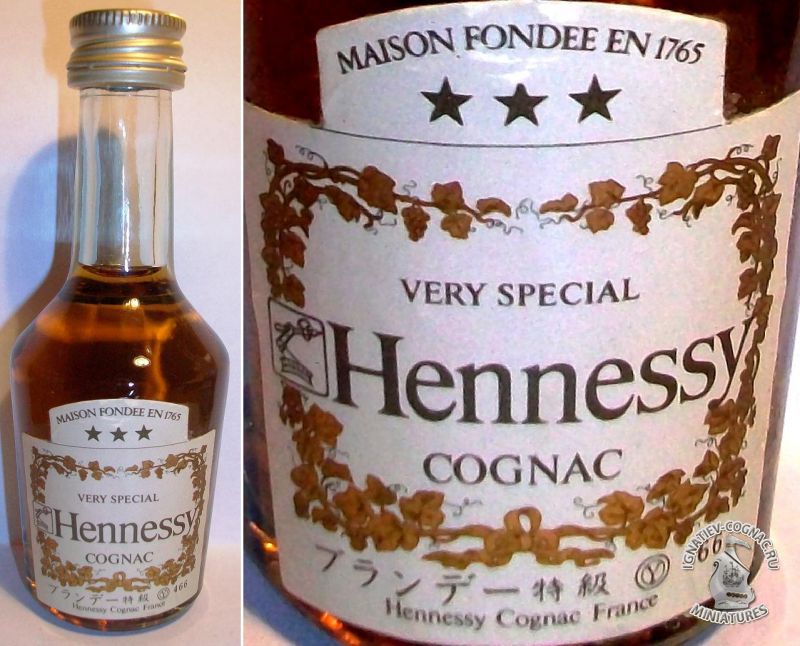 MAISON FONDEE EN 1765
VERY SPECIAL
Hennessy
COGNAC
ブランデー特級 Ⓨ 466
Hennessy Cognac France
MAISON FONDEE EN 1765
VERY SPECIAL
Hennessy
COGNAC
ブランデー特級 Ⓨ 66
Hennessy Cognac France
IGNATIEV-COGNAC.RU
MINIATURES